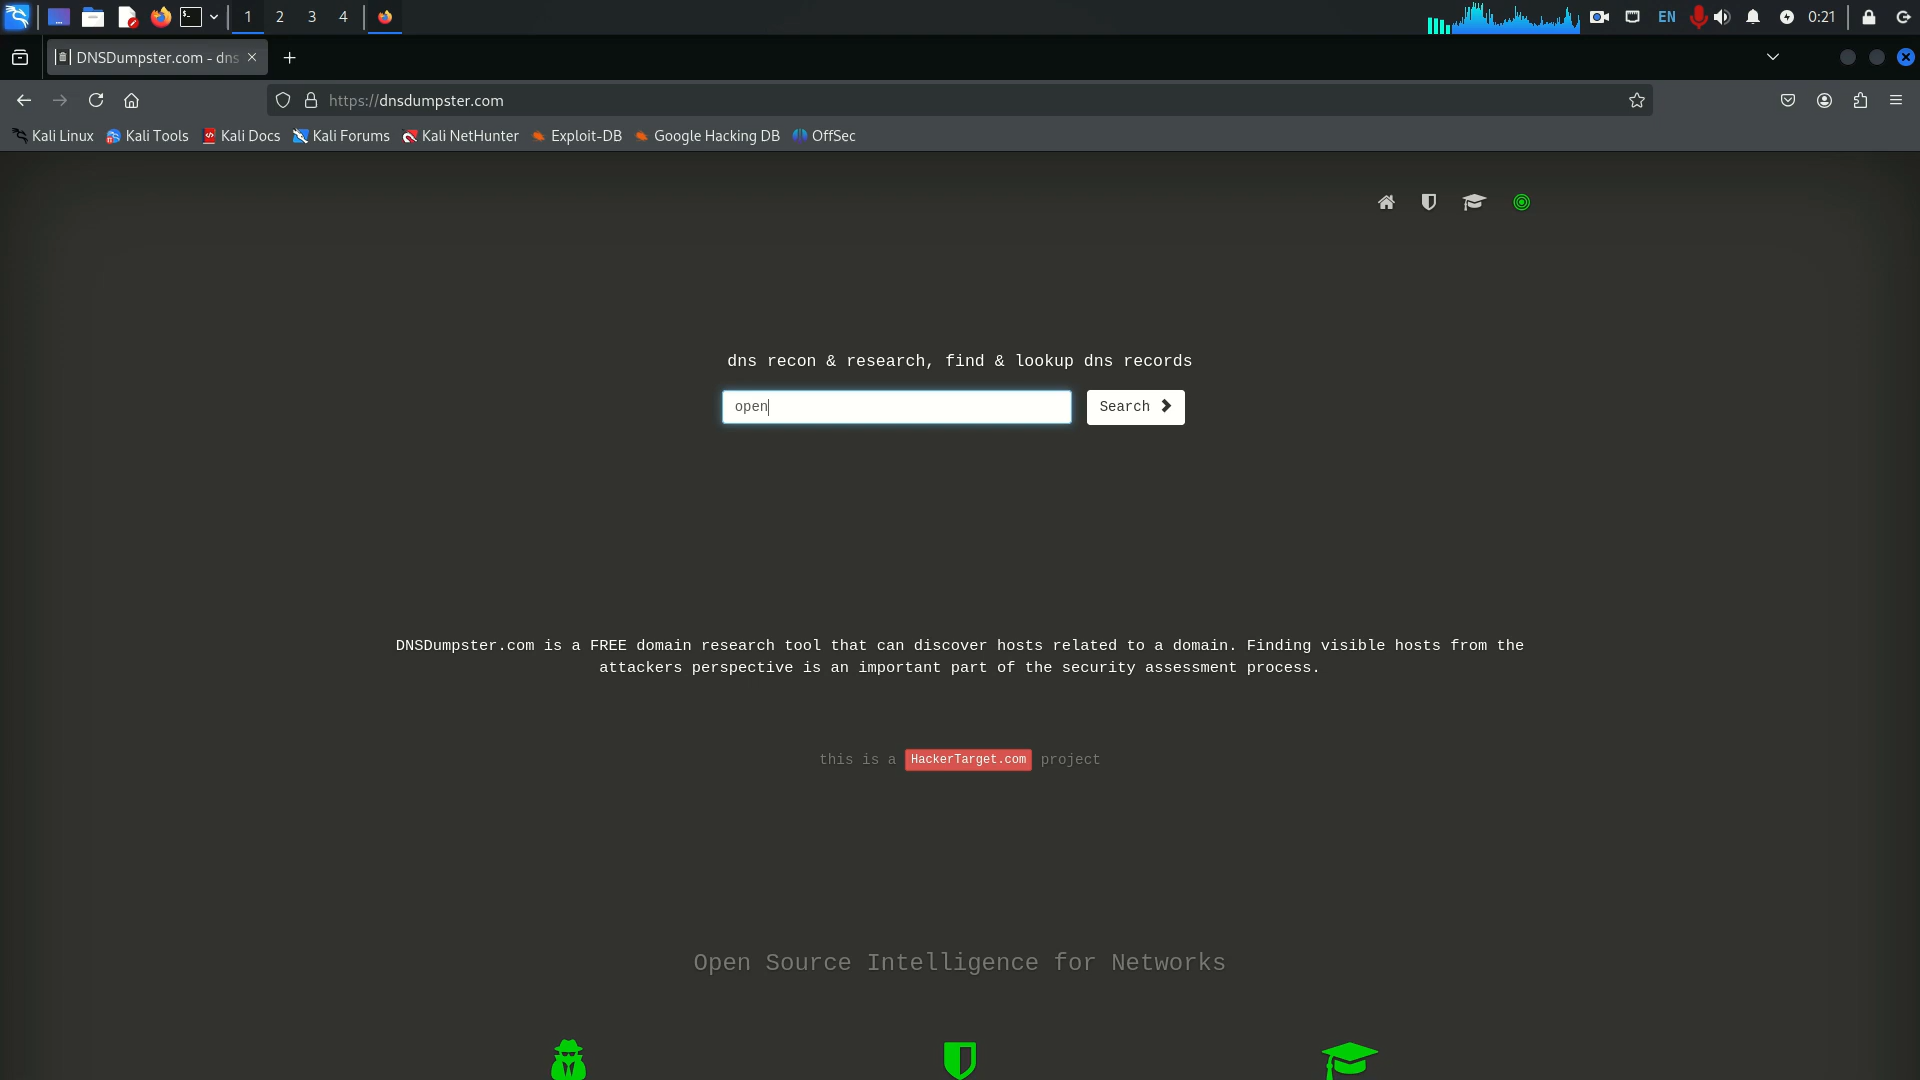 1 2 3 4 EN 0:21
DNSDumpster.com - dns
https://dnsdumpster.com
Kali Linux Kali Tools Kali Docs Kali Forums Kali NetHunter Exploit-DB Google Hacking DB OffSec
dns recon & research, find & lookup dns records
open Search
DNSDumpster.com is a FREE domain research tool that can discover hosts related to a domain. Finding visible hosts from the
attackers perspective is an important part of the security assessment process.
this is a HackerTarget.com project
Open Source Intelligence for Networks